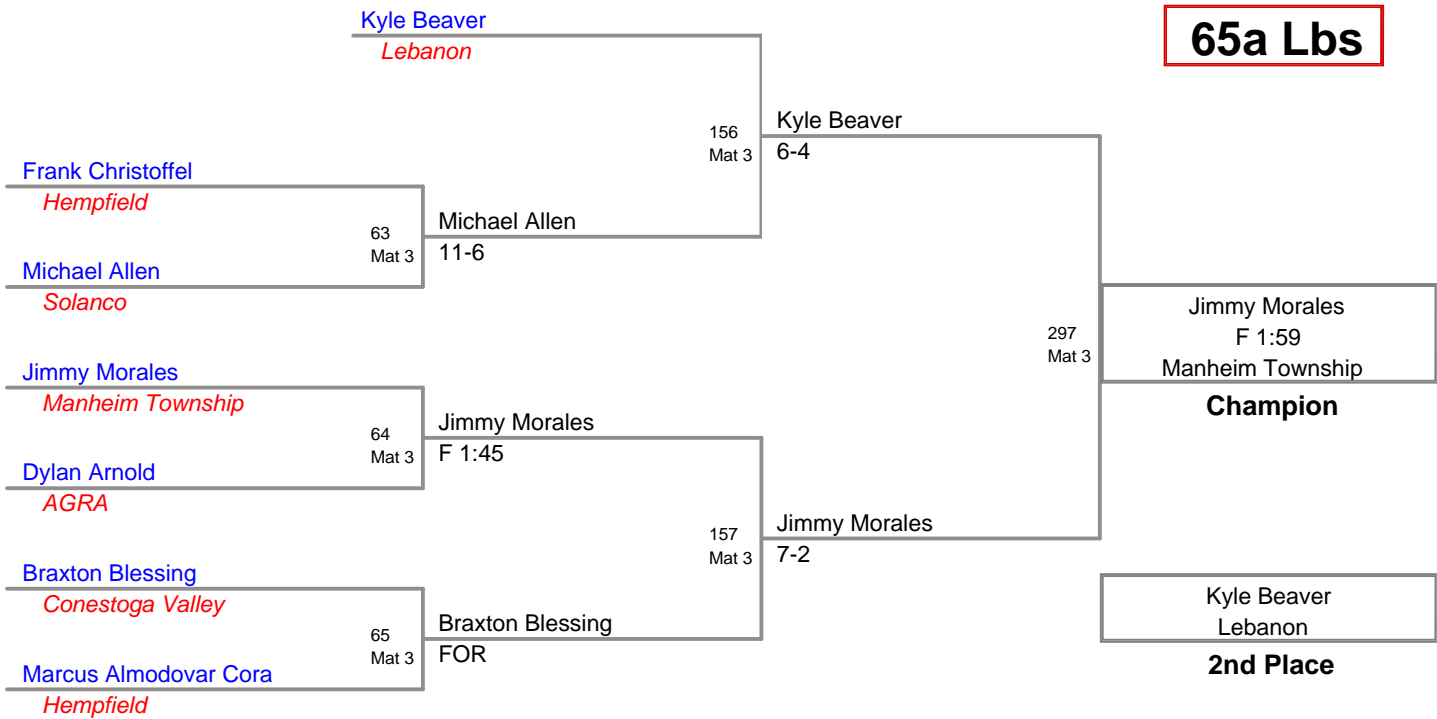 Kyle Beaver
Lebanon
65a Lbs
156
Mat 3
Kyle Beaver
6-4
Frank Christoffel
Hempfield
63
Mat 3
Michael Allen
11-6
Michael Allen
Solanco
297
Mat 3
Jimmy Morales
F 1:59
Manheim Township
Champion
Jimmy Morales
Manheim Township
64
Mat 3
Jimmy Morales
F 1:45
Dylan Arnold
AGRA
157
Mat 3
Jimmy Morales
7-2
Braxton Blessing
Conestoga Valley
65
Mat 3
Braxton Blessing
FOR
Marcus Almodovar Cora
Hempfield
Kyle Beaver
Lebanon
2nd Place